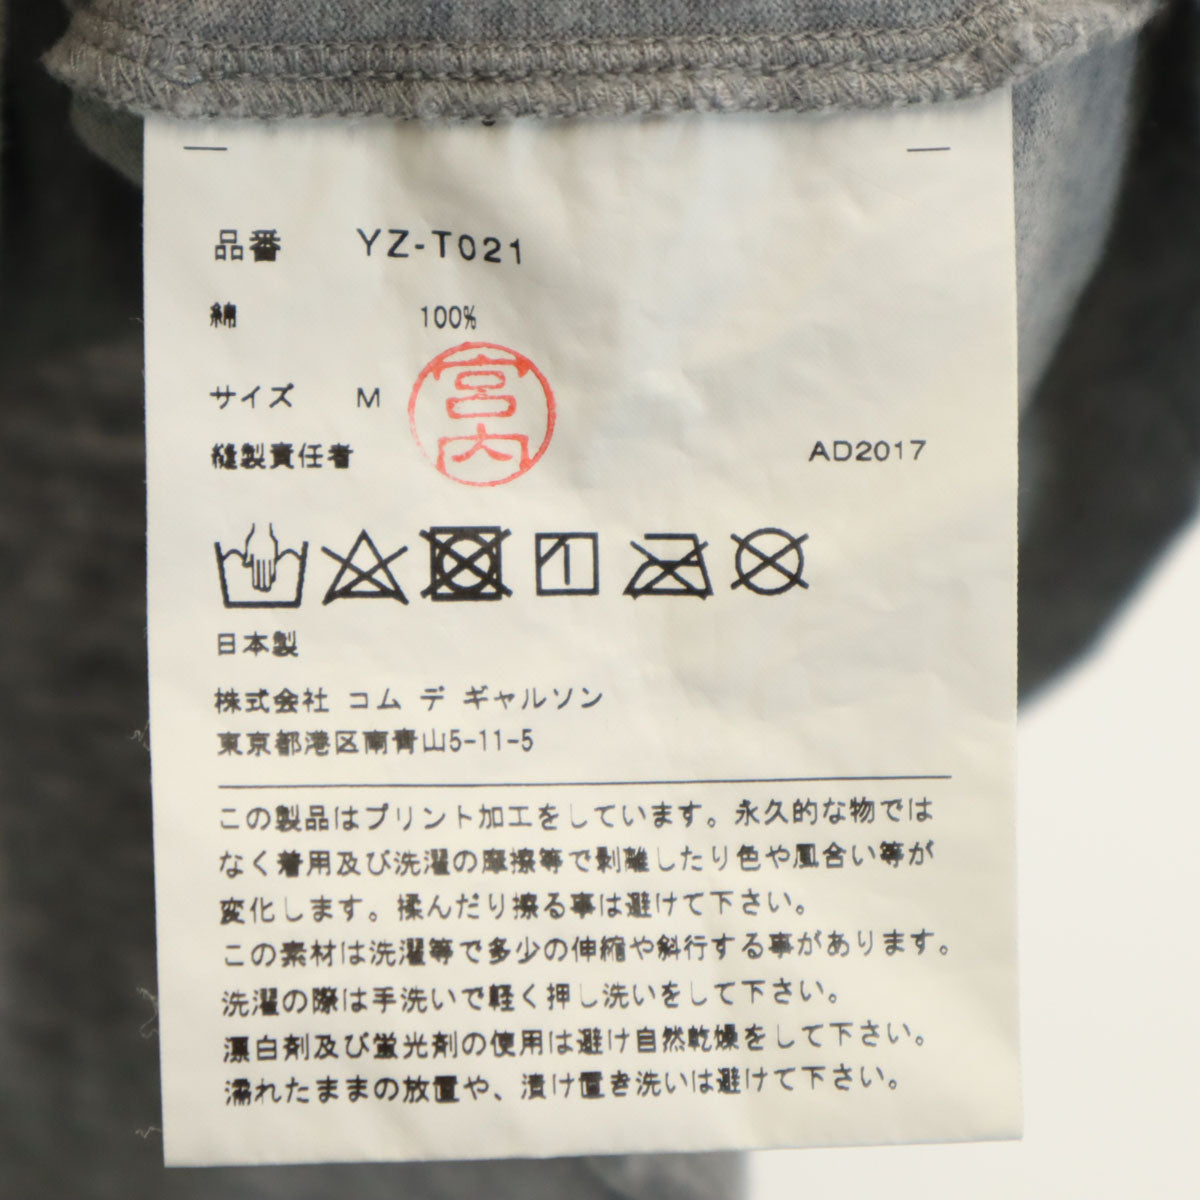 品番 YZ-T021
綿 100%
サイズ M
宮内
縫製責任者 AD2017
日本製
株式会社 コム デ ギャルソン
東京都港区南青山5-11-5
この製品はプリント加工をしています。永久的な物では
なく着用及び洗濯の摩擦等で剥離したり色や風合い等が
変化します。揉んだり擦る事は避けて下さい。
この素材は洗濯等で多少の伸縮や斜行する事があります。
洗濯の際は手洗いで軽く押し洗いをして下さい。
漂白剤及び蛍光剤の使用は避け自然乾燥をして下さい。
濡れたままの放置や、漬け置き洗いは避けて下さい。